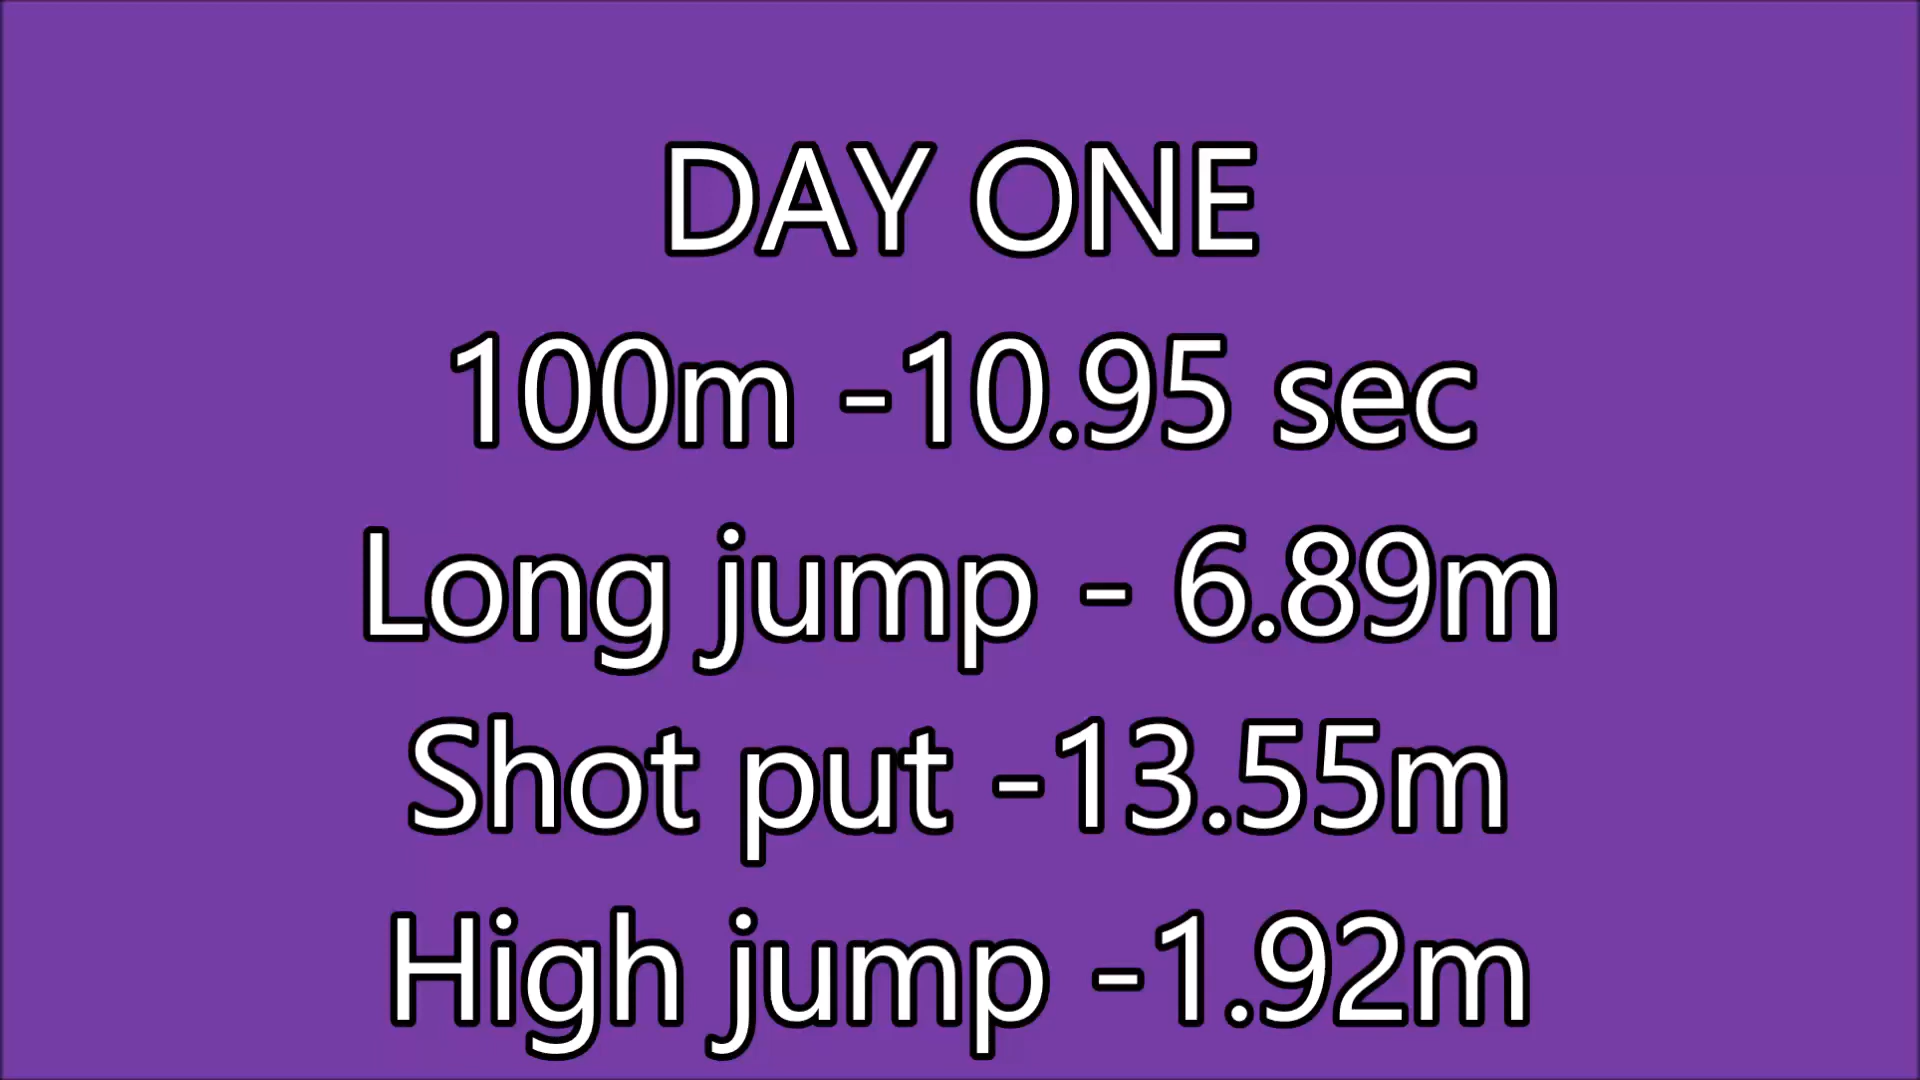 DAY ONE
100m -10.95 sec
Long jump - 6.89m
Shot put -13.55m
High jump -1.92m